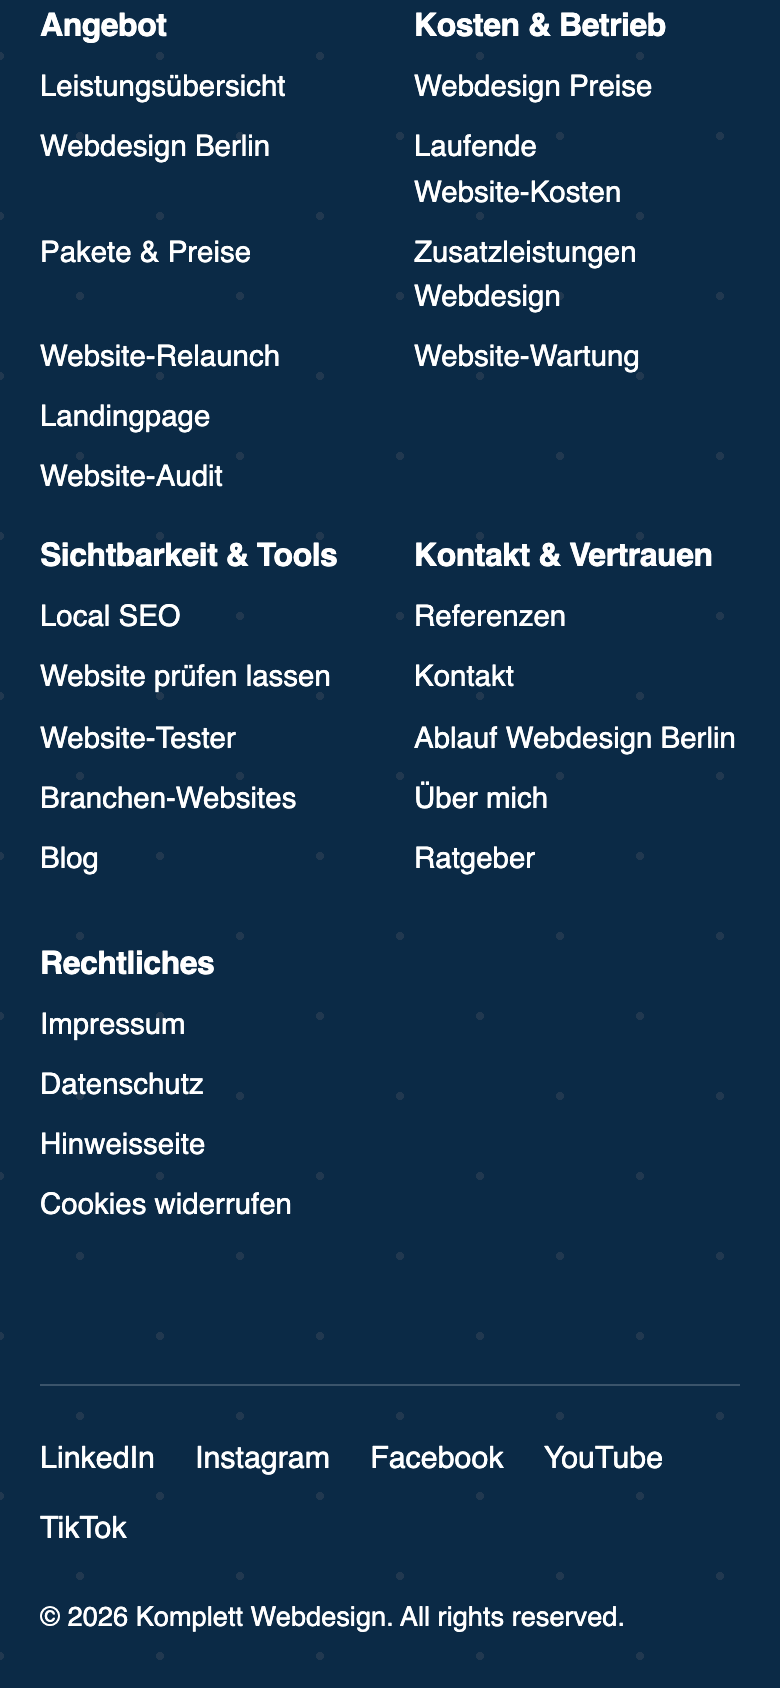 Angebot
Leistungsübersicht
Webdesign Berlin
Pakete & Preise
Website-Relaunch
Landingpage
Website-Audit
Kosten & Betrieb
Webdesign Preise
Laufende
Website-Kosten
Zusatzleistungen
Webdesign
Website-Wartung
Sichtbarkeit & Tools
Local SEO
Website prüfen lassen
Website-Tester
Branchen-Websites
Blog
Kontakt & Vertrauen
Referenzen
Kontakt
Ablauf Webdesign Berlin
Über mich
Ratgeber
Rechtliches
Impressum
Datenschutz
Hinweisseite
Cookies widerrufen
LinkedIn Instagram Facebook YouTube
TikTok
© 2026 Komplett Webdesign. All rights reserved.